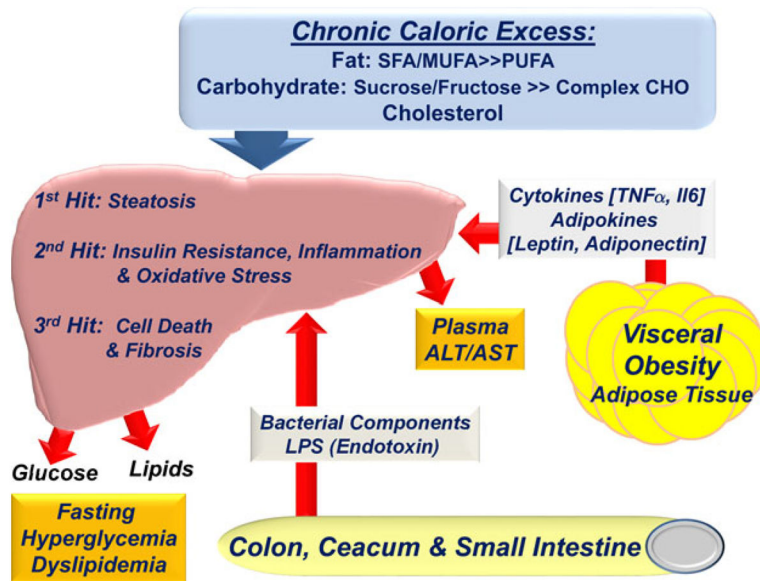 Chronic Caloric Excess:
Fat: SFA/MUFA>>PUFA
Carbohydrate: Sucrose/Fructose >> Complex CHO
Cholesterol
1st Hit: Steatosis
2nd Hit: Insulin Resistance, Inflammation
& Oxidative Stress
3rd Hit: Cell Death
& Fibrosis
Cytokines [TNFα, Il6]
Adipokines
[Leptin, Adiponectin]
Plasma
ALT/AST
Visceral
Obesity
Adipose Tissue
Bacterial Components
LPS (Endotoxin)
Glucose
Lipids
Fasting
Hyperglycemia
Dyslipidemia
Colon, Ceacum & Small Intestine